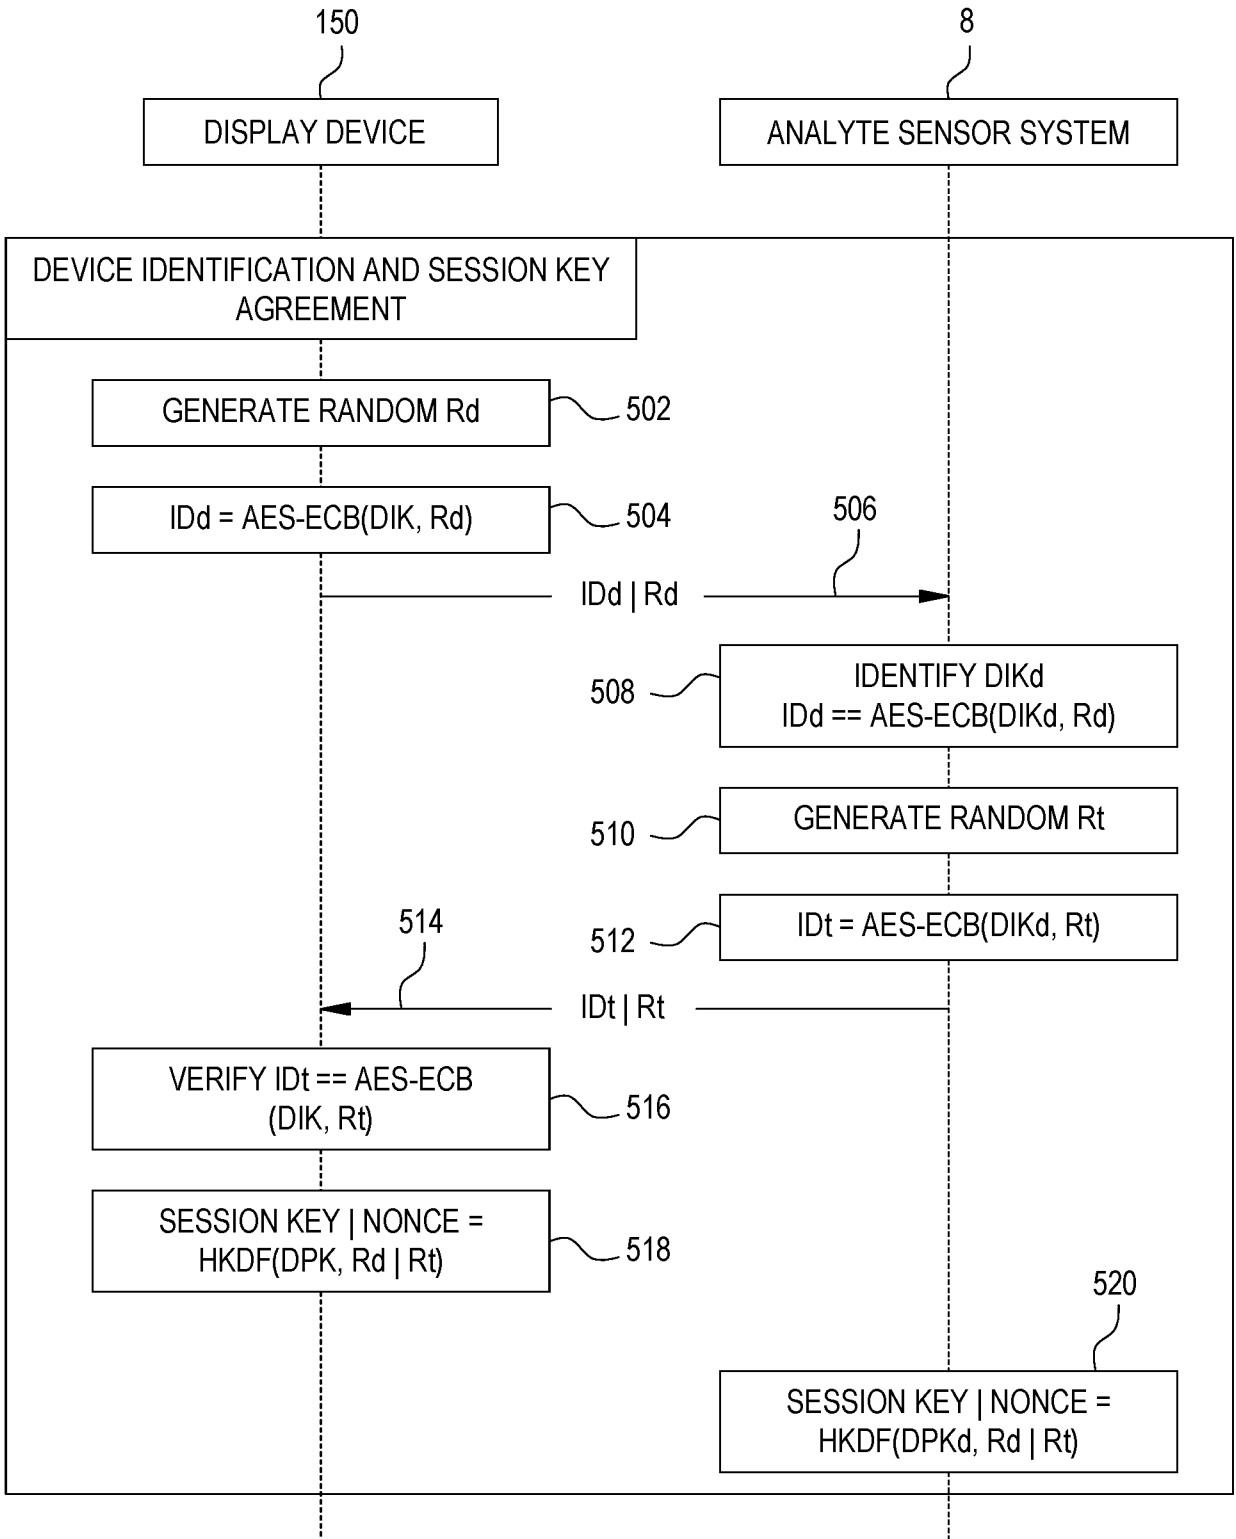 150
8
DISPLAY DEVICE
ANALYTE SENSOR SYSTEM
DEVICE IDENTIFICATION AND SESSION KEY
AGREEMENT
GENERATE RANDOM Rd
502
IDd = AES-ECB(DIK, Rd)
504
506
IDd | Rd
IDENTIFY DIKd
IDd == AES-ECB(DIKd, Rd)
508
GENERATE RANDOM Rt
510
IDt = AES-ECB(DIKd, Rt)
512
514
IDt | Rt
VERIFY IDt == AES-ECB
(DIK, Rt)
516
SESSION KEY | NONCE =
HKDF(DPK, Rd | Rt)
518
520
SESSION KEY | NONCE =
HKDF(DPKd, Rd | Rt)